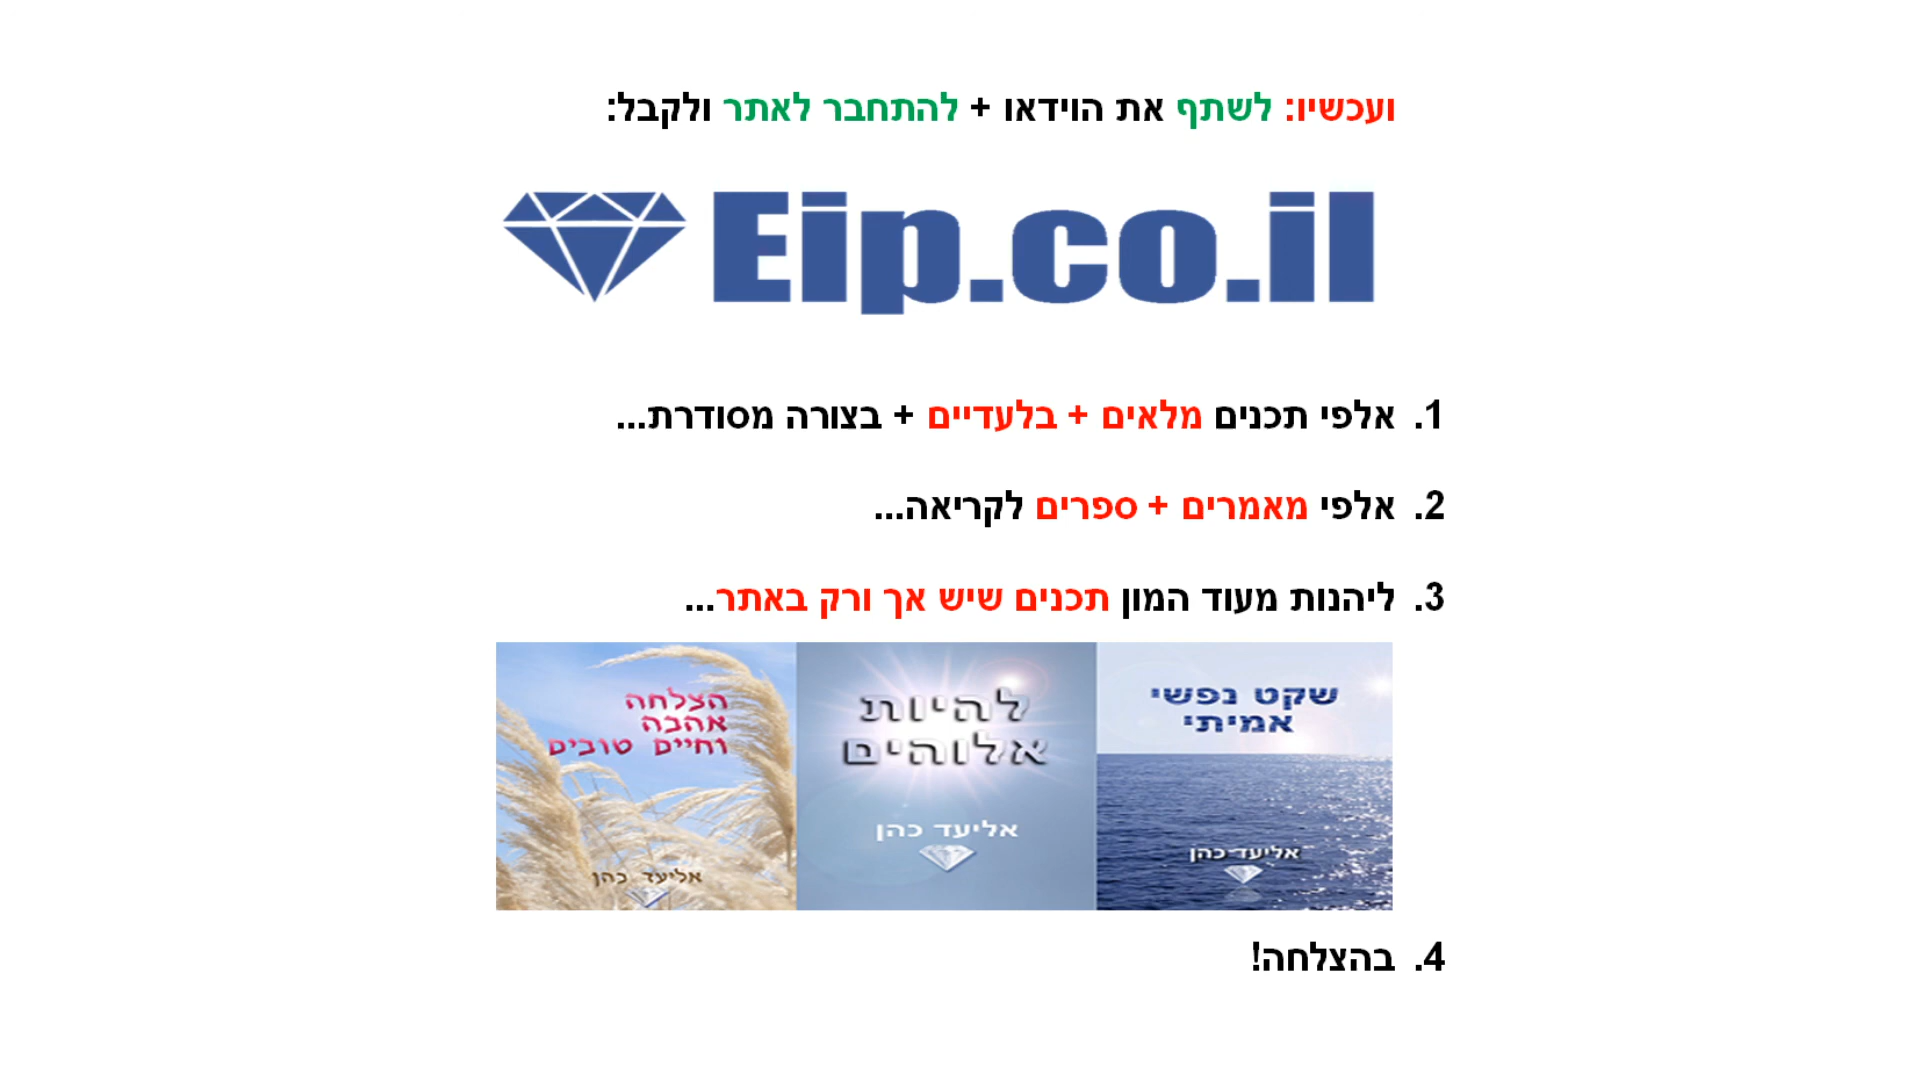 ועכשיו: לשתף את הוידאו + להתחבר לאתר ולקבל:
Eip.co.il
1. אלפי תכנים מלאים + בלעדיים + בצורה מסודרת...
2. אלפי מאמרים + ספרים לקריאה...
3. ליהנות מעוד המון תכנים שיש אך ורק באתר...
שקט נפשי
אמיתי
אליעד כהן
להיות
אלוהים
אליעד כהן
הצלחה
אהבה
וחיים טובים
אליעד כהן
4. בהצלחה!